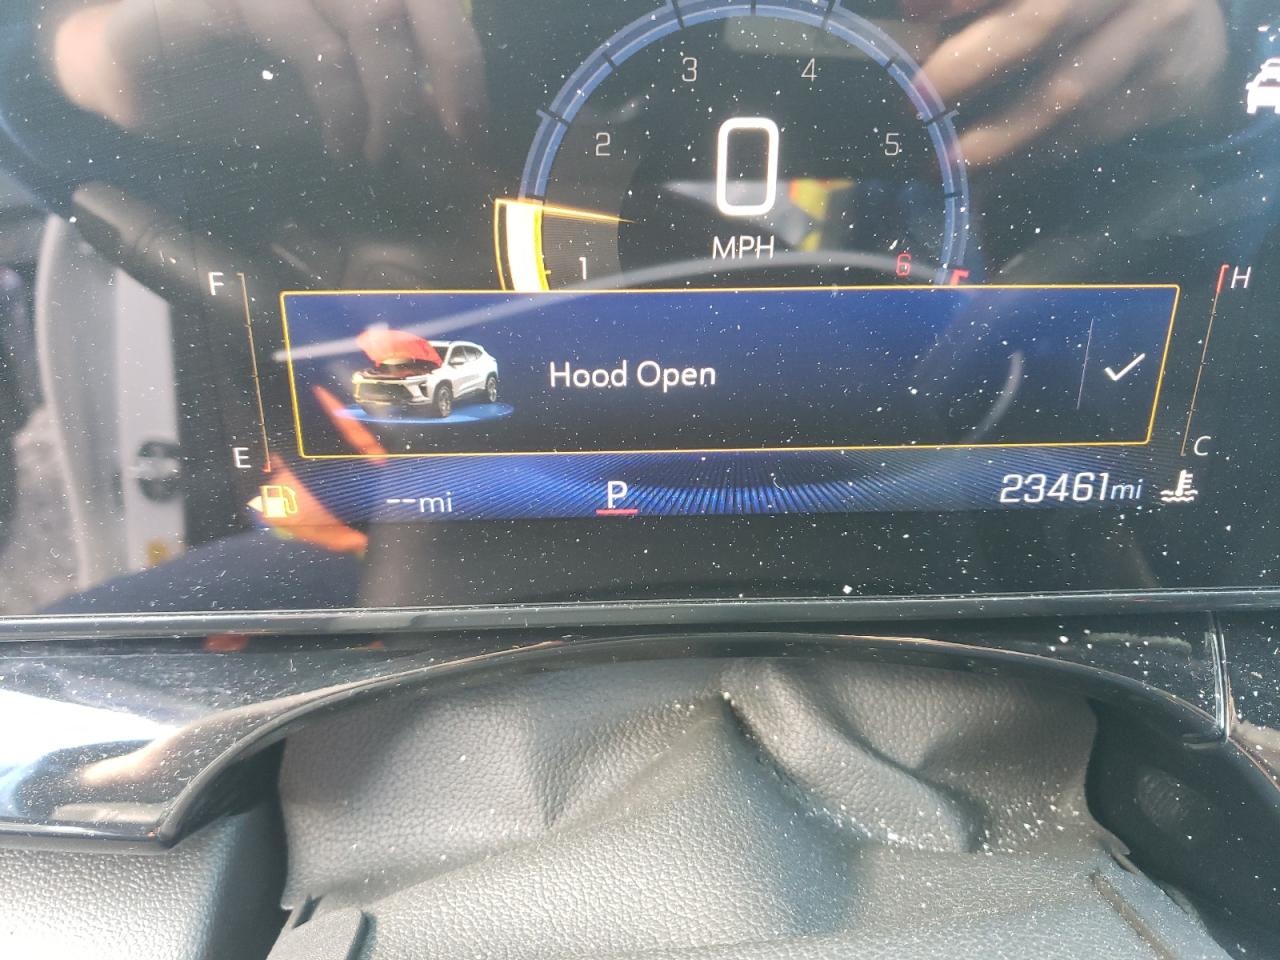 3 4
2 5
0
MPH
1 6
F H
Hood Open
E C
--mi P 23461mi